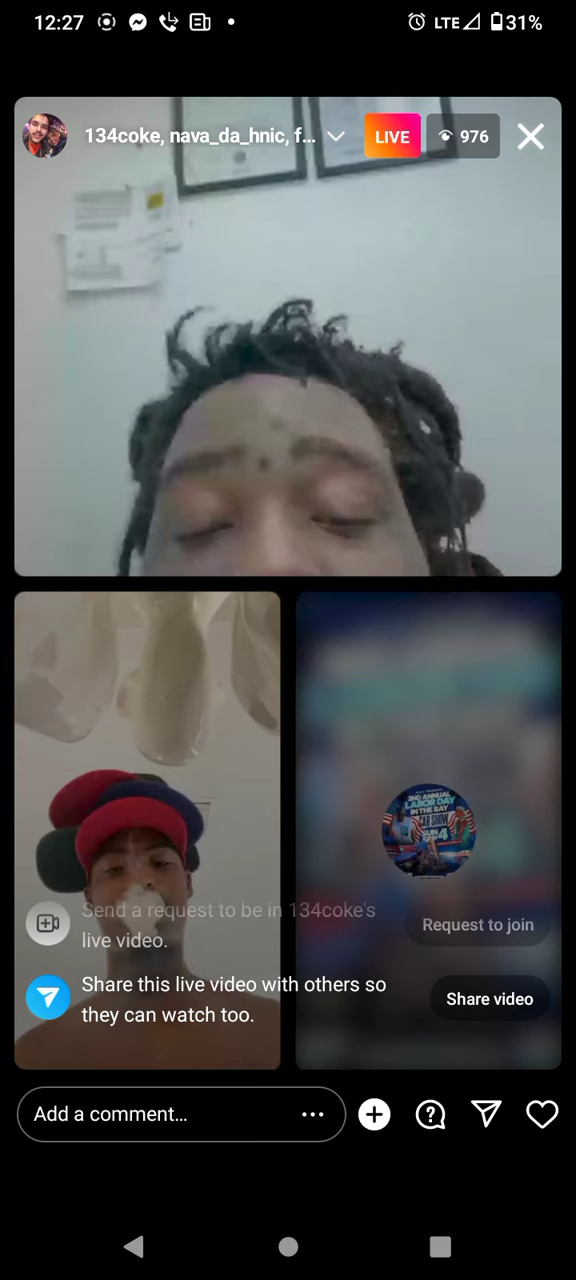 12:27
LTE 31%
134coke, nava_da_hnic, f...
LIVE
976
2ND ANNUAL
LABOR DAY
IN THE BAY
CAR SHOW
SUN
4
Send a request to be in 134coke's
live video.
Request to join
Share this live video with others so
they can watch too.
Share video
Add a comment...